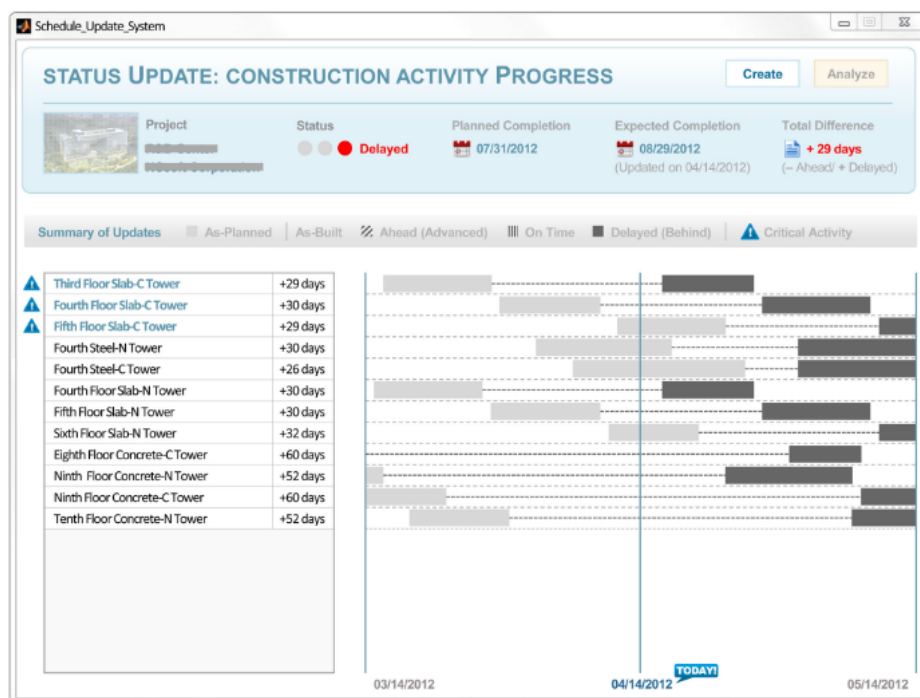 Schedule_Update_System
STATUS UPDATE: CONSTRUCTION ACTIVITY PROGRESS
Create
Analyze
Project
Status
Delayed
Planned Completion
07/31/2012
Expected Completion
08/29/2012
(Updated on 04/14/2012)
Total Difference
+ 29 days
(– Ahead/ + Delayed)
Summary of Updates As-Planned As-Built Ahead (Advanced) On Time Delayed (Behind) Critical Activity
Third Floor Slab-C Tower +29 days
Fourth Floor Slab-C Tower +30 days
Fifth Floor Slab-C Tower +29 days
Fourth Steel-N Tower +30 days
Fourth Steel-C Tower +26 days
Fourth Floor Slab-N Tower +30 days
Fifth Floor Slab-N Tower +30 days
Sixth Floor Slab-N Tower +32 days
Eighth Floor Concrete-C Tower +60 days
Ninth Floor Concrete-N Tower +52 days
Ninth Floor Concrete-C Tower +60 days
Tenth Floor Concrete-N Tower +52 days
TODAY!
03/14/2012 04/14/2012 05/14/2012